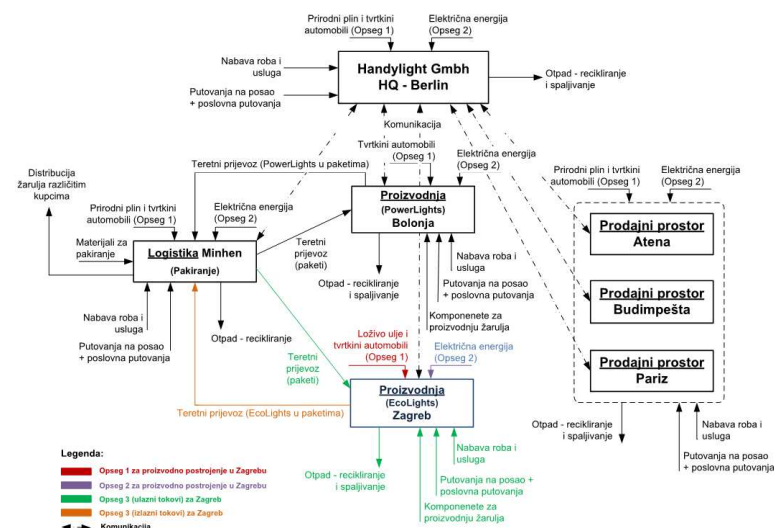 Prirodni plin i tvrtkini
automobili (Opseg 1)
Električna energija
(Opseg 2)
Nabava roba i
usluga
Putovanja na posao
+ poslovna putovanja
Handylight Gmbh
HQ - Berlin
Otpad - recikliranje
i spaljivanje
Komunikacija
Tvrtkini automobili
(Opseg 1)
Električna energija
(Opseg 2)
Teretni prijevoz (PowerLights u paketima)
Distribucija
žarulja različitim
kupcima
Prirodni plin i tvrtkini
automobili (Opseg 1)
Električna energija
(Opseg 2)
Materijali za
pakiranje
Logistika Minhen
(Pakiranje)
Nabava roba i
usluga
Putovanja na posao
+ poslovna putovanja
Otpad - recikliranje
Teretni
prijevoz
(paketi)
Proizvodnja
(PowerLights)
Bolonja
Otpad - recikliranje
i spaljivanje
Nabava roba i
usluga
Putovanja na posao
+ poslovna putovanja
Komponenete za
proizvodnju žarulja
Prirodni plin i tvrtkini
automobili (Opseg 1)
Električna energija
(Opseg 2)
Prodajni prostor
Atena
Prodajni prostor
Budimpešta
Prodajni prostor
Pariz
Otpad - recikliranje
i spaljivanje
Nabava roba i
usluga
Putovanja na posao
+ poslovna putovanja
Teretni
prijevoz
(paketi)
Loživo ulje i
tvrtkini automobili
(Opseg 1)
Električna energija
(Opseg 2)
Teretni prijevoz (EcoLights u paketima)
Proizvodnja
(EcoLights)
Zagreb
Otpad - recikliranje
i spaljivanje
Nabava roba i
usluga
Putovanja na posao +
poslovna putovanja
Komponenete za
proizvodnju žarulja
Legenda:
Opseg 1 za proizvodno postrojenje u Zagrebu
Opseg 2 za proizvodno postrojenje u Zagrebu
Opseg 3 (ulazni tokovi) za Zagreb
Opseg 3 (izlazni tokovi) za Zagreb
Komunikacija